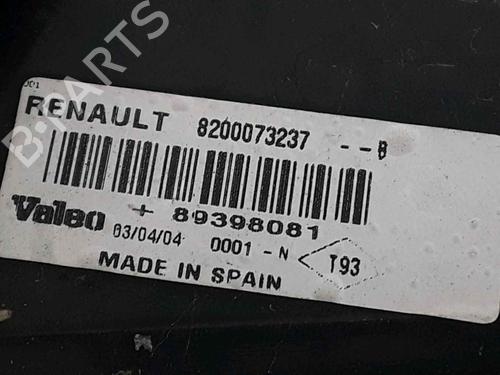 B-PARTS
RENAULT 8200073237 --B
Valeo + 89398081
03/04/04 0001-N T93
MADE IN SPAIN